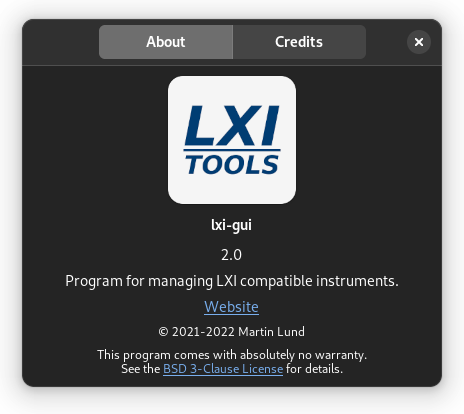 About Credits
LXI
TOOLS
lxi-gui
2.0
Program for managing LXI compatible instruments.
Website
© 2021-2022 Martin Lund
This program comes with absolutely no warranty.
See the BSD 3-Clause License for details.